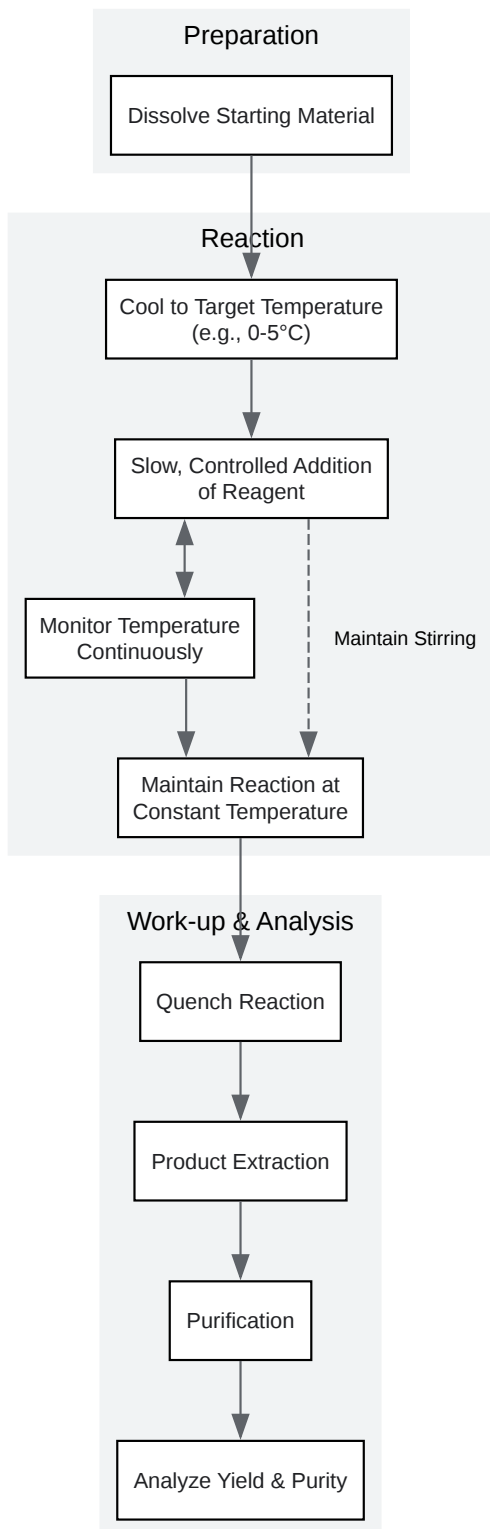 Preparation
Dissolve Starting Material
Reaction
Cool to Target Temperature
(e.g., 0-5°C)
Slow, Controlled Addition
of Reagent
Monitor Temperature
Continuously
Maintain Stirring
Maintain Reaction at
Constant Temperature
Work-up & Analysis
Quench Reaction
Product Extraction
Purification
Analyze Yield & Purity